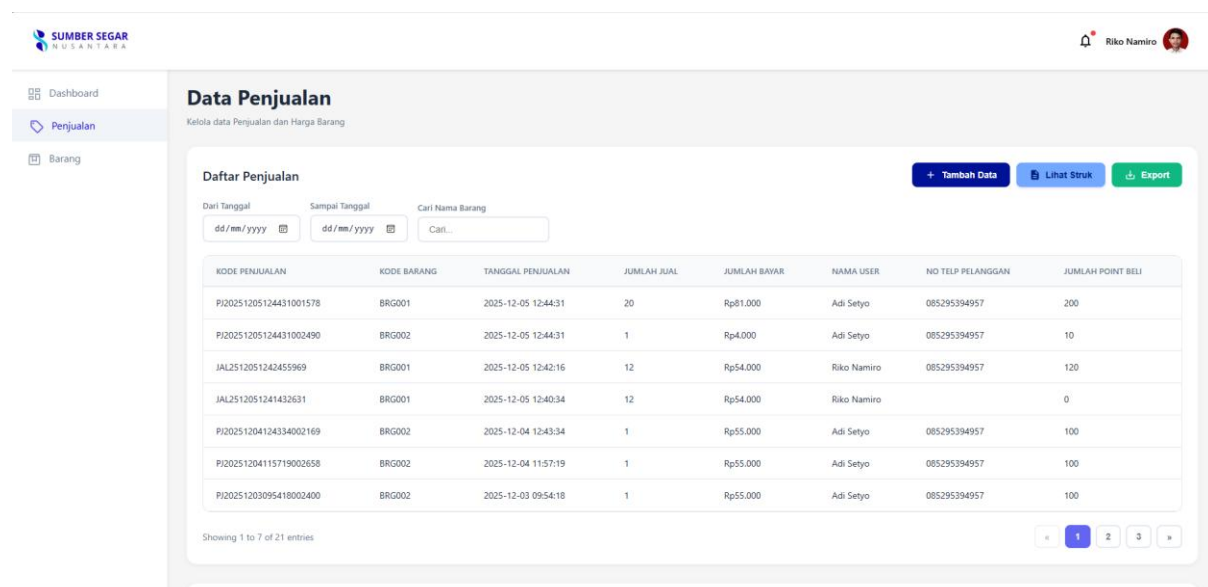 SUMBER SEGAR
NUSANTARA
Riko Namiro
Dashboard
Penjualan
Barang
Data Penjualan
Kelola data Penjualan dan Harga Barang
Daftar Penjualan
+ Tambah Data
Lihat Struk
Export
Dari Tanggal Sampai Tanggal Cari Nama Barang
dd/mm/yyyy dd/mm/yyyy Cari...
KODE PENJUALAN KODE BARANG TANGGAL PENJUALAN JUMLAH JUAL JUMLAH BAYAR NAMA USER NO TELP PELANGGAN JUMLAH POINT BELI
PJ20251205124431001578 BRG001 2025-12-05 12:44:31 20 Rp81.000 Adi Setyo 085295394957 200
PJ20251205124431002490 BRG002 2025-12-05 12:44:31 1 Rp4.000 Adi Setyo 085295394957 10
JAL2512051242455969 BRG001 2025-12-05 12:42:16 12 Rp54.000 Riko Namiro 085295394957 120
JAL2512051241432631 BRG001 2025-12-05 12:40:34 12 Rp54.000 Riko Namiro 0
PJ20251204124334002169 BRG002 2025-12-04 12:43:34 1 Rp55.000 Adi Setyo 085295394957 100
PJ20251204115719002658 BRG002 2025-12-04 11:57:19 1 Rp55.000 Adi Setyo 085295394957 100
PJ20251203095418002400 BRG002 2025-12-03 09:54:18 1 Rp55.000 Adi Setyo 085295394957 100
Showing 1 to 7 of 21 entries
« 1 2 3 »